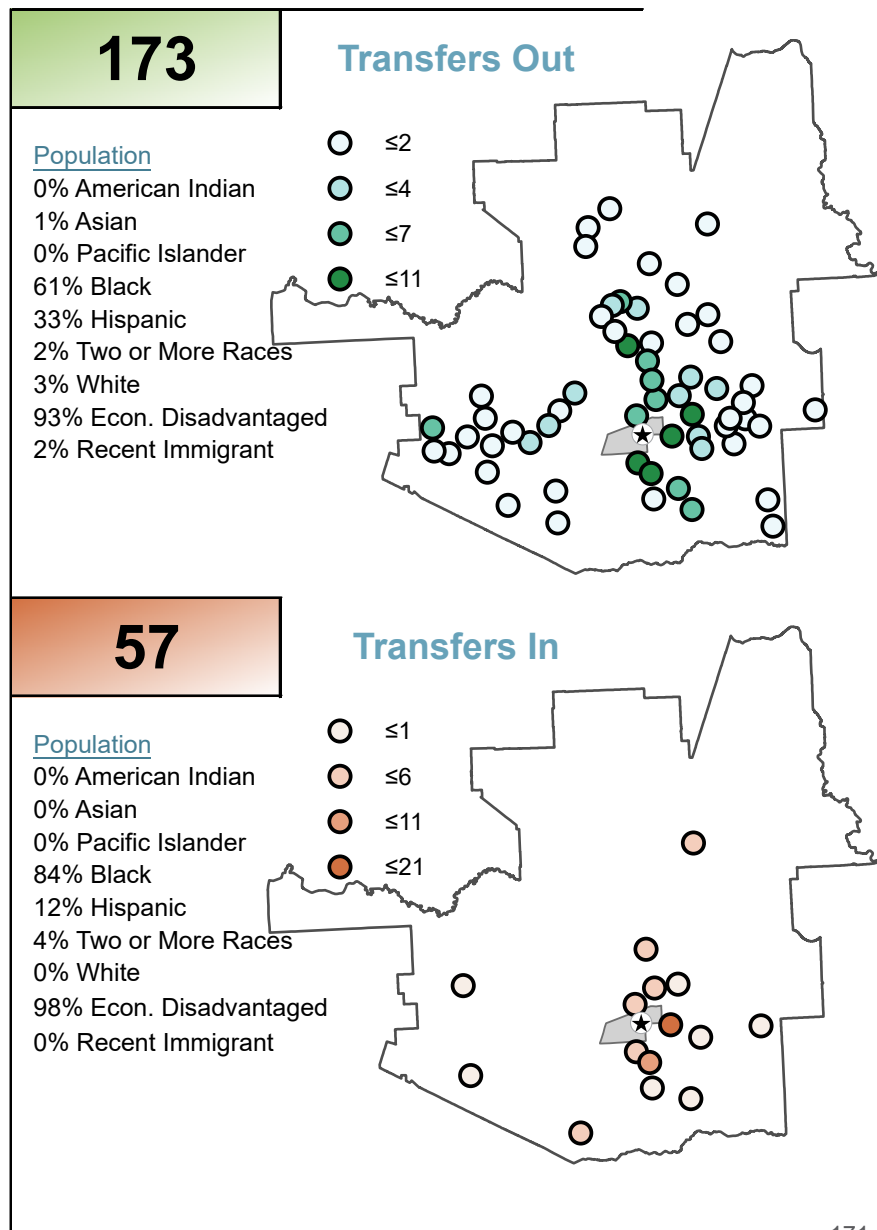 173
Transfers Out
Population
0% American Indian
1% Asian
0% Pacific Islander
61% Black
33% Hispanic
2% Two or More Races
3% White
93% Econ. Disadvantaged
2% Recent Immigrant
≤2
≤4
≤7
≤11
57
Transfers In
Population
0% American Indian
0% Asian
0% Pacific Islander
84% Black
12% Hispanic
4% Two or More Races
0% White
98% Econ. Disadvantaged
0% Recent Immigrant
≤1
≤6
≤11
≤21